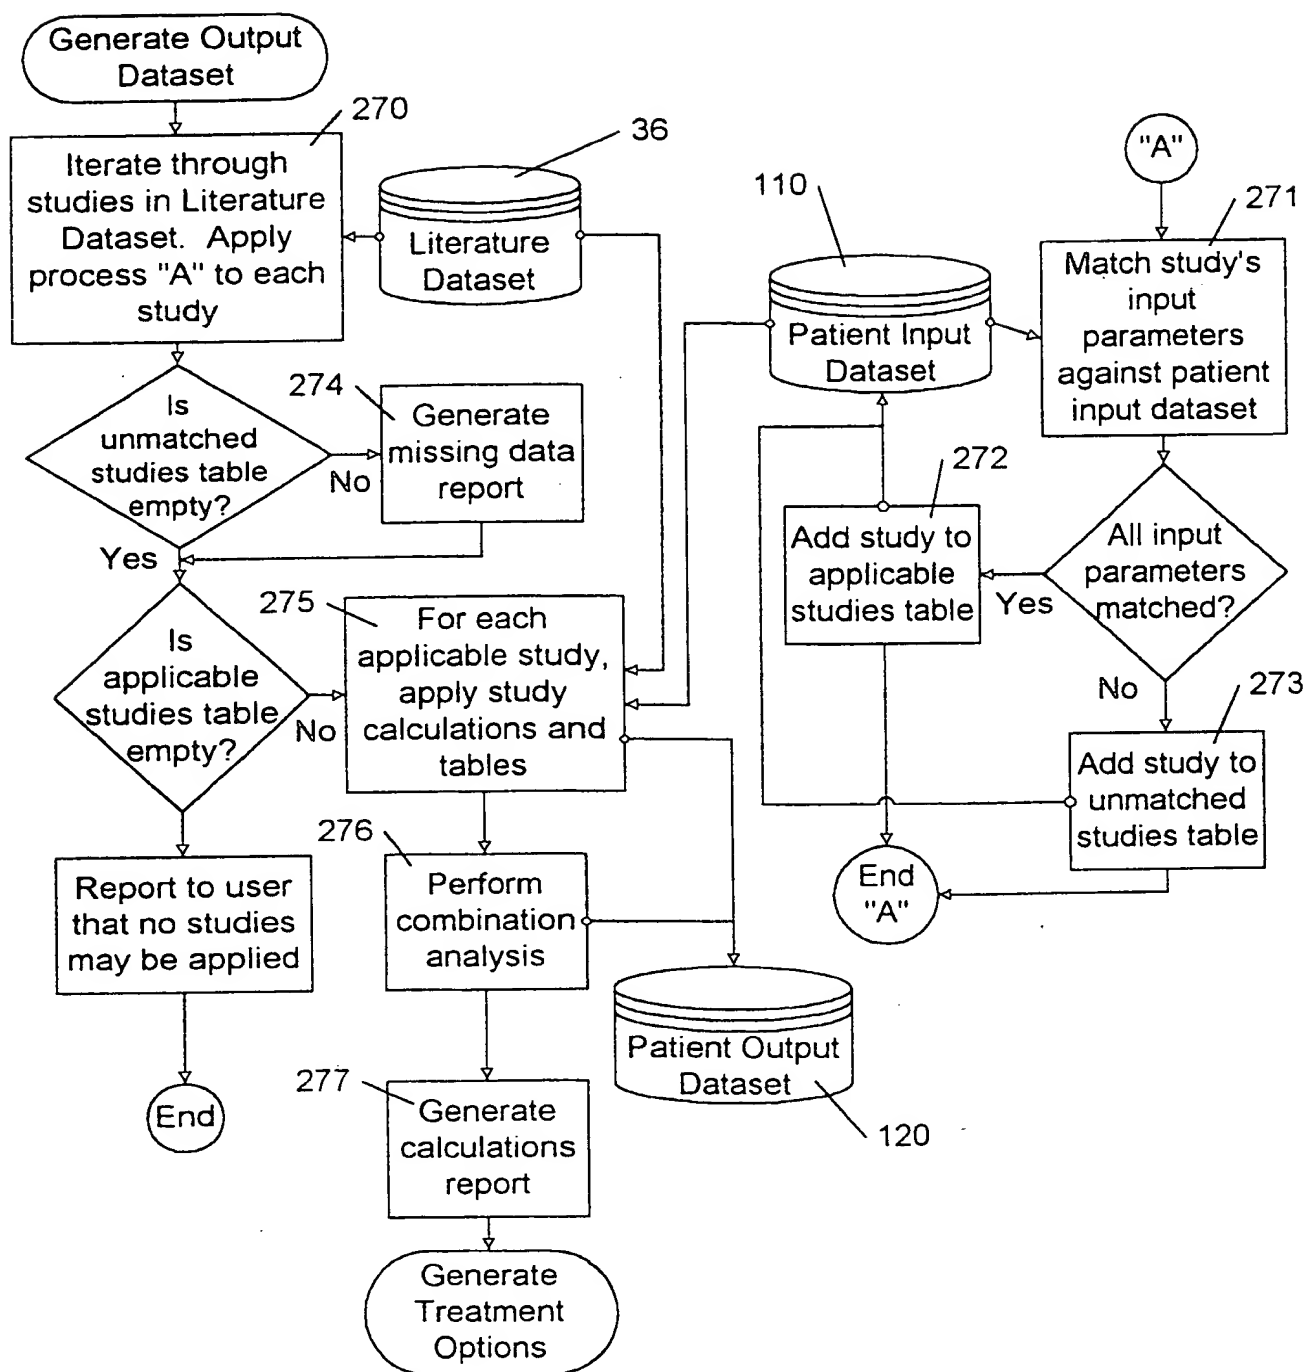 Generate Output
Dataset
270
Iterate through
studies in Literature
Dataset. Apply
process "A" to each
study
36
Literature
Dataset
110
Patient Input
Dataset
"A"
271
Match study's
input
parameters
against patient
input dataset
Is
unmatched
studies table
empty?
No
Yes
274
Generate
missing data
report
272
Add study to
applicable
studies table
All input
parameters
matched?
Yes
No
273
Add study to
unmatched
studies table
End
"A"
Is
applicable
studies table
empty?
No
275
For each
applicable study,
apply study
calculations and
tables
Report to user
that no studies
may be applied
End
276
Perform
combination
analysis
Patient Output
Dataset
120
277
Generate
calculations
report
Generate
Treatment
Options